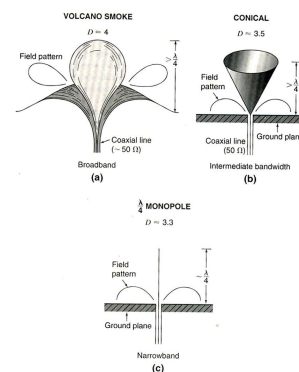 VOLCANO SMOKE
D ≈ 4
Field pattern
> λ/4
Coaxial line
(~ 50 Ω)
Broadband
(a)
CONICAL
D ≈ 3.5
Field
pattern
> λ/4
Coaxial line
(50 Ω)
Ground plane
Intermediate bandwidth
(b)
λ/4 MONOPOLE
D ≈ 3.3
Field
pattern
~ λ/4
Ground plane
Narrowband
(c)